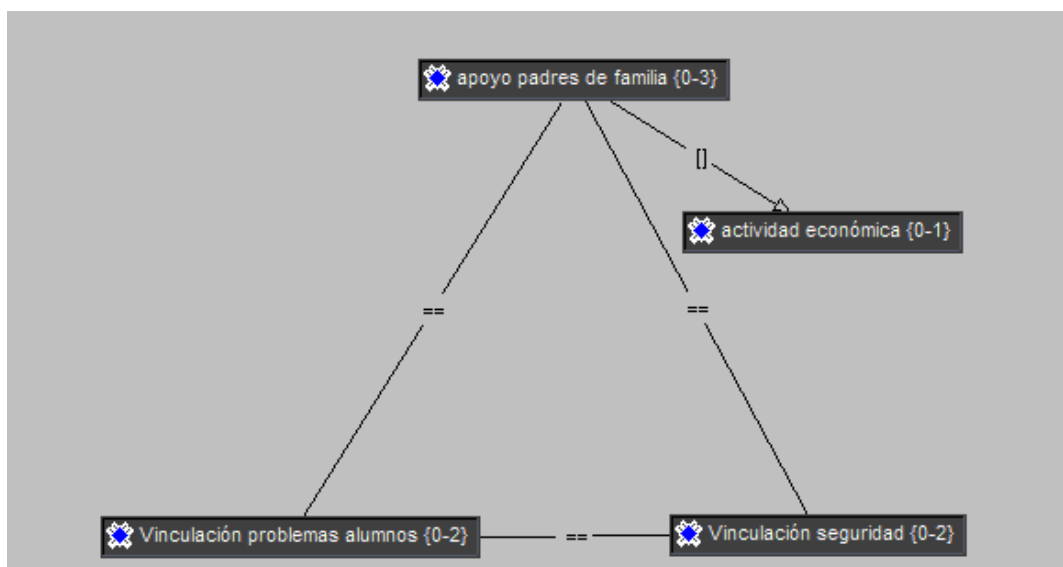 apoyo padres de familia {0-3}
[]
actividad económica {0-1}
==
==
Vinculación problemas alumnos {0-2}
==
Vinculación seguridad {0-2}